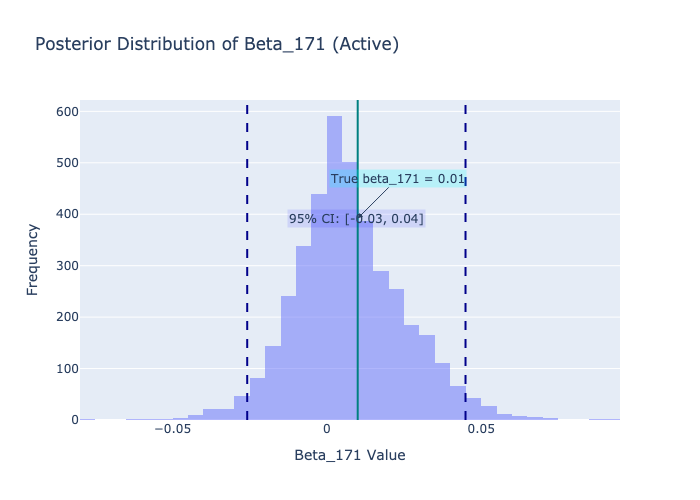 Posterior Distribution of Beta_171 (Active)
600
500
400
300
200
100
0
Frequency
True beta_171 = 0.01
95% CI: [-0.03, 0.04]
−0.05
0
0.05
Beta_171 Value